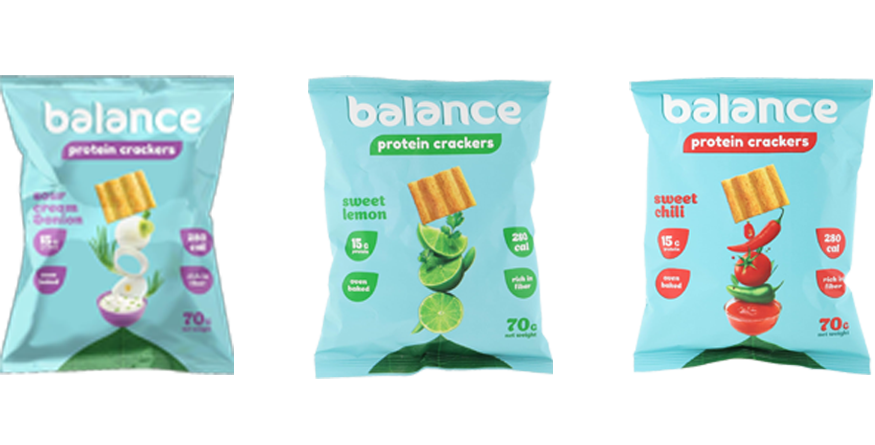 balance
protein crackers
sour
cream
&onion
15G
protein
oven
baked
280
cal
rich in
fiber
70G
balance
protein crackers
sweet
lemon
15G
protein
oven
baked
280
cal
rich in
fiber
70G
net weight
balance
protein crackers
sweet
chili
15G
protein
oven
baked
280
cal
rich in
fiber
70G
net weight